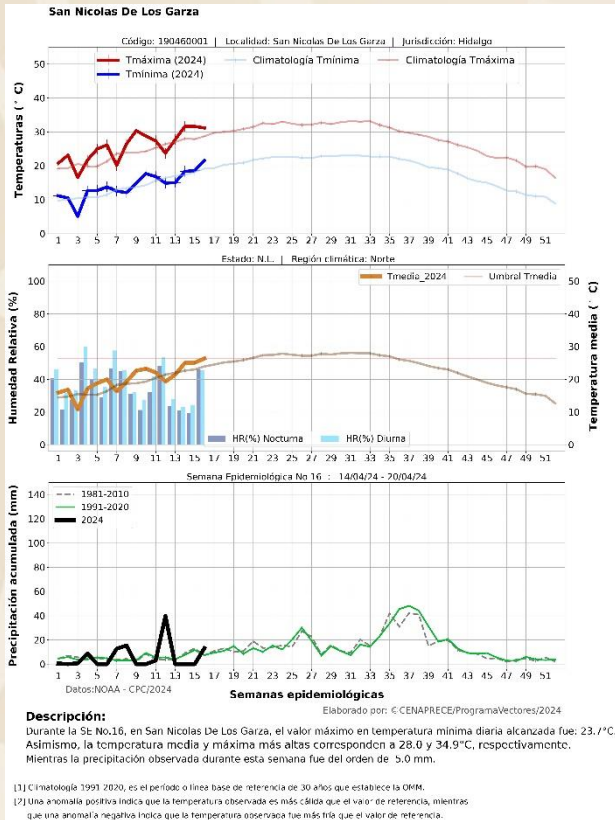 San Nicolas De Los Garza
Código: 190460001 | Localidad: San Nicolas De Los Garza | Jurisdicción: Hidalgo
Tmáxima (2024)
Tmínima (2024)
Climatología Tmínima
Climatología Tmáxima
Temperaturas (° C)
50
40
30
20
10
0
1 3 5 7 9 11 13 15 17 19 21 23 25 27 29 31 33 35 37 39 41 43 45 47 49 51
Estado: N.L. | Región climática: Norte
Tmedia_2024
Umbral Tmedia
Humedad Relativa (%)
100
80
60
40
20
0
Temperatura media (° C)
50
40
30
20
10
0
HR(%) Nocturna
HR(%) Diurna
1 3 5 7 9 11 13 15 17 19 21 23 25 27 29 31 33 35 37 39 41 43 45 47 49 51
Semana Epidemiológica No 16 : 14/04/24 - 20/04/24
1981-2010
1991-2020
2024
Precipitación acumulada (mm)
140
120
100
80
60
40
20
0
1 3 5 7 9 11 13 15 17 19 21 23 25 27 29 31 33 35 37 39 41 43 45 47 49 51
Datos:NOAA - CPC/2024
Semanas epidemiológicas
Elaborado por: ©CENAPRECE/ProgramaVectores/2024
Descripción:
Durante la SE No.16, en San Nicolas De Los Garza, el valor máximo en temperatura mínima diaria alcanzada fue: 23.7°C.
Asimismo, la temperatura media y máxima más altas corresponden a 28.0 y 34.9°C, respectivamente.
Mientras la precipitación observada durante esta semana fue del orden de 5.0 mm.
[1] Climatología 1991 2020, es el período o línea base de referencia de 30 años que establece la OMM.
[2] Una anomalía positiva indica que la temperatura observada es más cálida que el valor de referencia, mientras
que una anomalía negativa indica que la temperatura observada fue más fría que el valor de referencia.